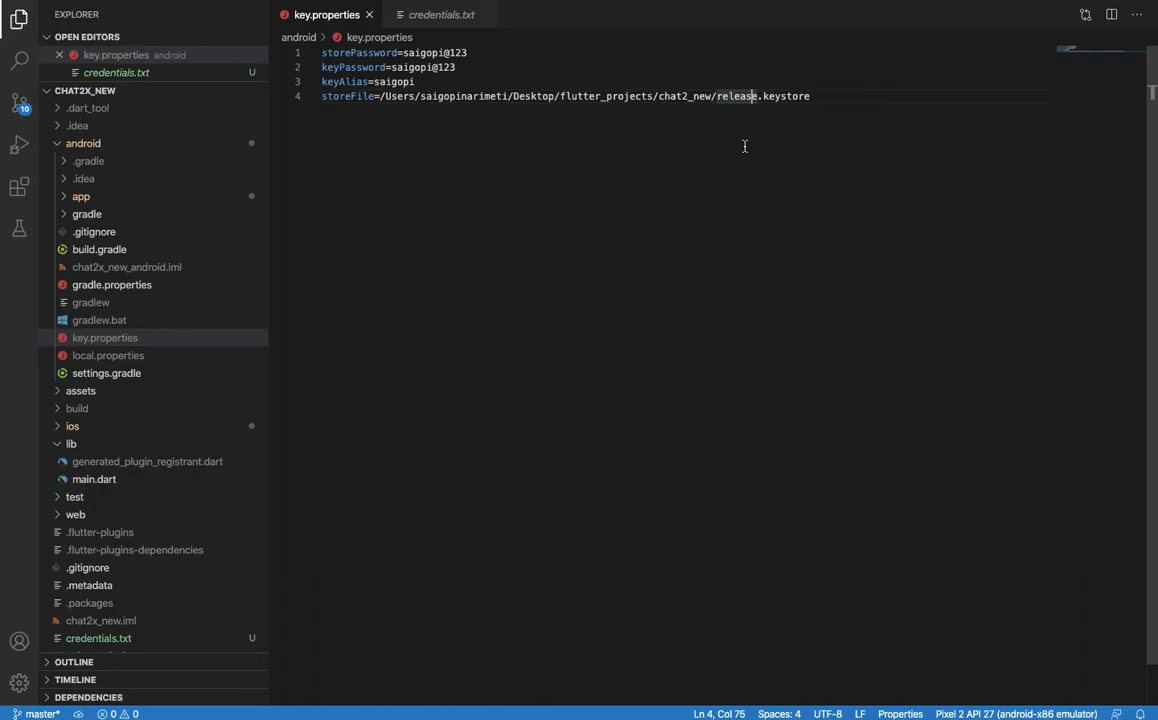 EXPLORER
key.properties
credentials.txt
OPEN EDITORS
android
key.properties
key.properties android
1 storePassword=saigopi@123
credentials.txt U
2 keyPassword=saigopi@123
CHAT2X_NEW
3 keyAlias=saigopi
4 storeFile=/Users/saigopinarimeti/Desktop/flutter_projects/chat2_new/release.keystore
.dart_tool
.idea
10
android
.gradle
.idea
app
gradle
.gitignore
build.gradle
chat2x_new_android.iml
gradle.properties
gradlew
gradlew.bat
key.properties
local.properties
settings.gradle
assets
build
ios
lib
generated_plugin_registrant.dart
main.dart
test
web
.flutter-plugins
.flutter-plugins-dependencies
.gitignore
.metadata
.packages
chat2x_new.iml
credentials.txt U
OUTLINE
TIMELINE
DEPENDENCIES
master* 0 0 Ln 4, Col 75 Spaces: 4 UTF-8 LF Properties Pixel 2 API 27 (android-x86 emulator)